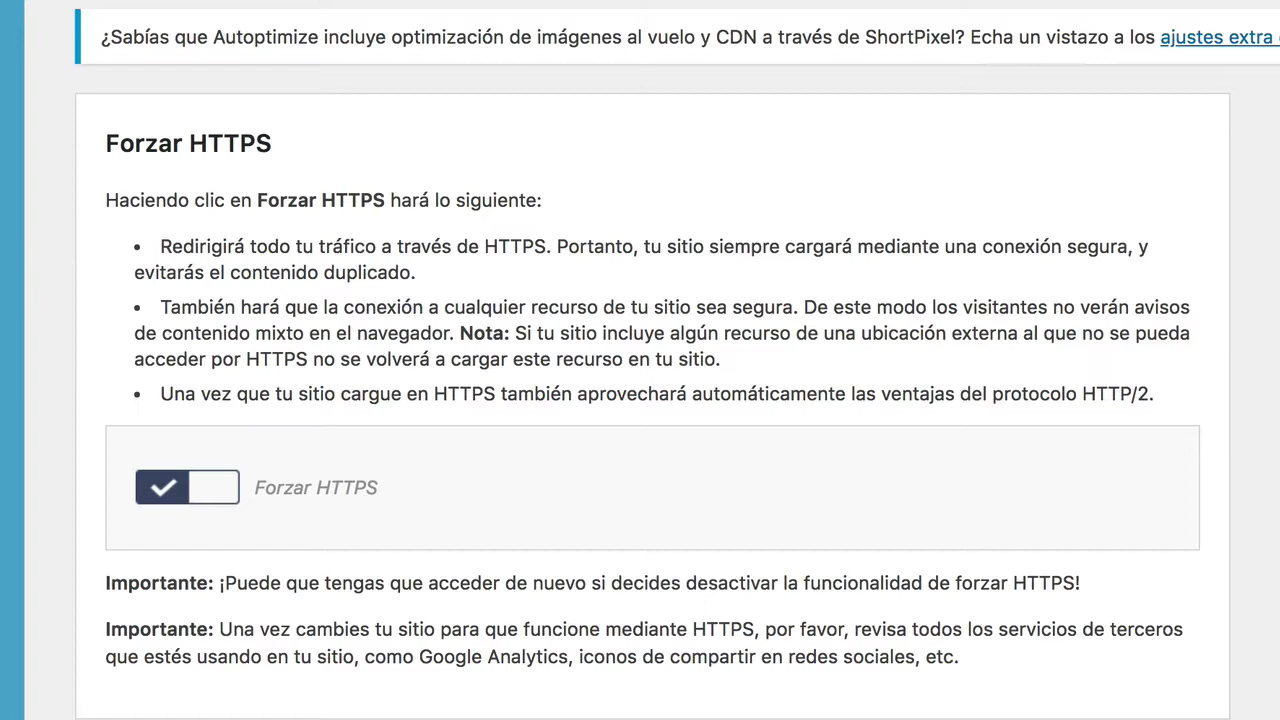 ¿Sabías que Autoptimize incluye optimización de imágenes al vuelo y CDN a través de ShortPixel? Echa un vistazo a los ajustes extra
Forzar HTTPS
Haciendo clic en Forzar HTTPS hará lo siguiente:
• Redirigirá todo tu tráfico a través de HTTPS. Portanto, tu sitio siempre cargará mediante una conexión segura, y
evitarás el contenido duplicado.
• También hará que la conexión a cualquier recurso de tu sitio sea segura. De este modo los visitantes no verán avisos
de contenido mixto en el navegador. Nota: Si tu sitio incluye algún recurso de una ubicación externa al que no se pueda
acceder por HTTPS no se volverá a cargar este recurso en tu sitio.
• Una vez que tu sitio cargue en HTTPS también aprovechará automáticamente las ventajas del protocolo HTTP/2.
Forzar HTTPS
Importante: ¡Puede que tengas que acceder de nuevo si decides desactivar la funcionalidad de forzar HTTPS!
Importante: Una vez cambies tu sitio para que funcione mediante HTTPS, por favor, revisa todos los servicios de terceros
que estés usando en tu sitio, como Google Analytics, iconos de compartir en redes sociales, etc.